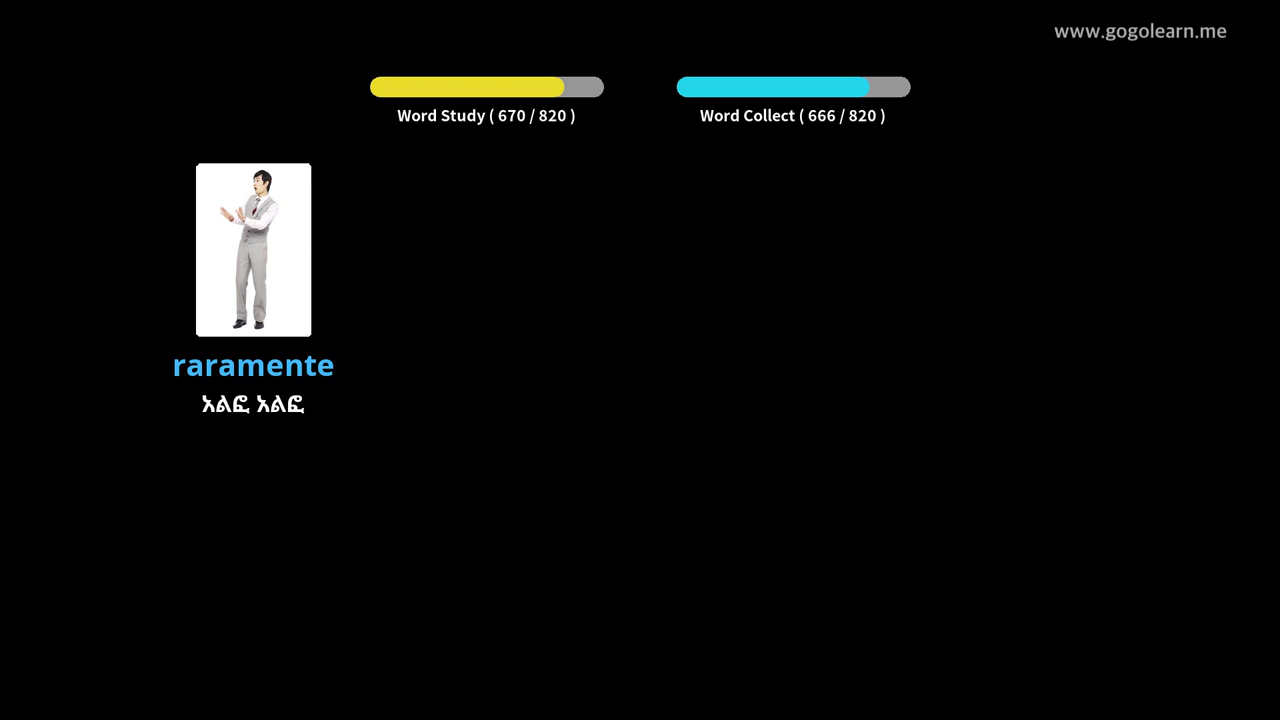 www.gogolearn.me
Word Study ( 670 / 820 )
Word Collect ( 666 / 820 )
raramente
አልፎ አልፎ